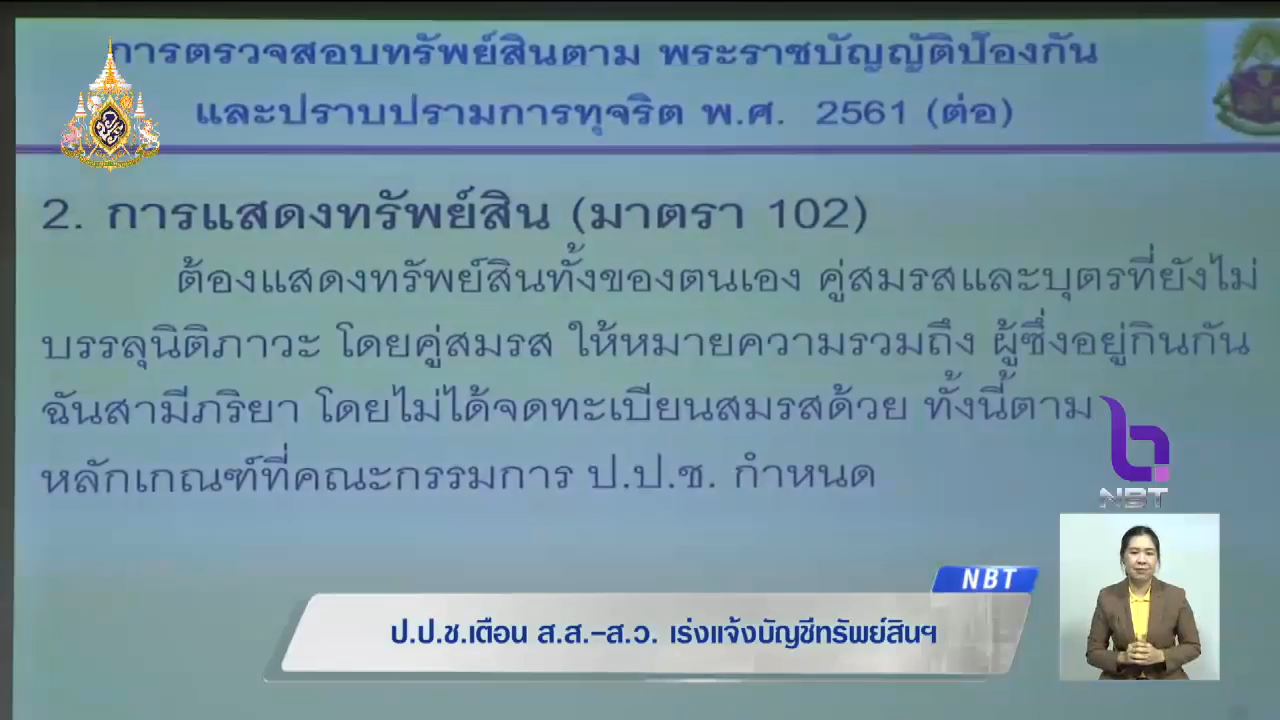 การตรวจสอบทรัพย์สินตาม พระราชบัญญัติป้องกัน
และปราบปรามการทุจริต พ.ศ. 2561 (ต่อ)
2. การแสดงทรัพย์สิน (มาตรา 102)
ต้องแสดงทรัพย์สินทั้งของตนเอง คู่สมรสและบุตรที่ยังไม่
บรรลุนิติภาวะ โดยคู่สมรส ให้หมายความรวมถึง ผู้ซึ่งอยู่กินกัน
ฉันสามีภริยา โดยไม่ได้จดทะเบียนสมรสด้วย ทั้งนี้ตาม
หลักเกณฑ์ที่คณะกรรมการ ป.ป.ช. กำหนด
NBT
NBT
ป.ป.ช.เตือน ส.ส.-ส.ว. เร่งแจ้งบัญชีทรัพย์สินฯ